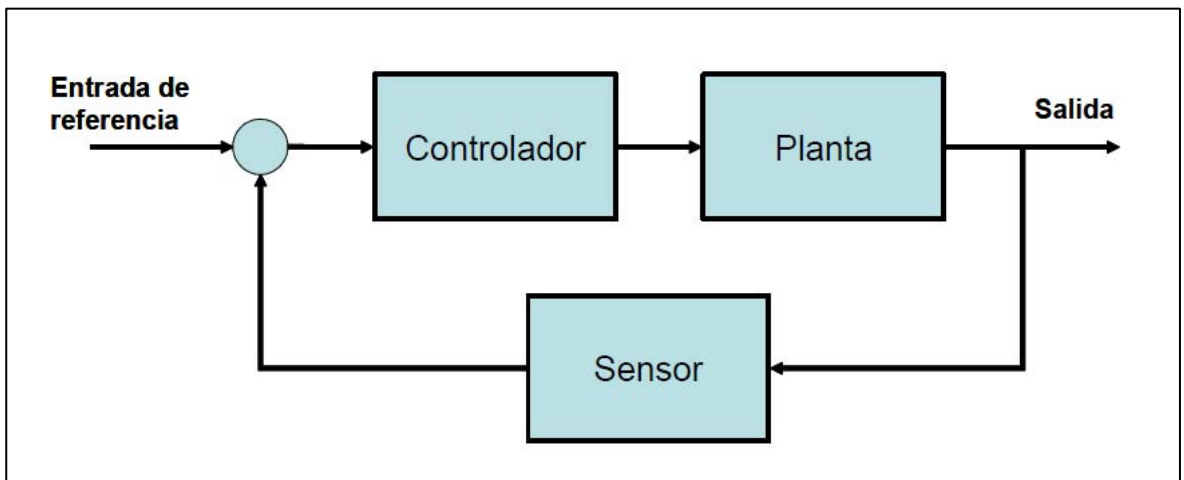 Entrada de
referencia
Controlador
Planta
Salida
Sensor